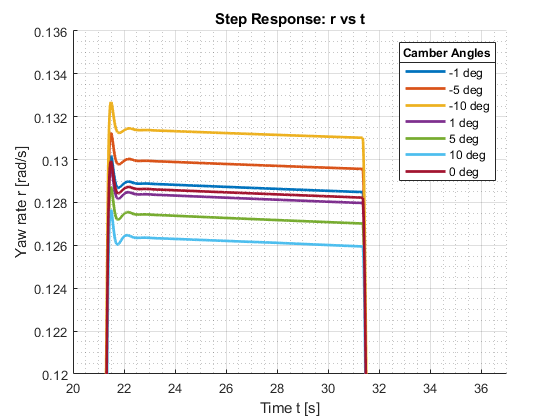 Step Response: r vs t
0.136
0.134
0.132
0.13
0.128
0.126
0.124
0.122
0.12
Yaw rate r [rad/s]
Camber Angles
-1 deg
-5 deg
-10 deg
1 deg
5 deg
10 deg
0 deg
20 22 24 26 28 30 32 34 36
Time t [s]